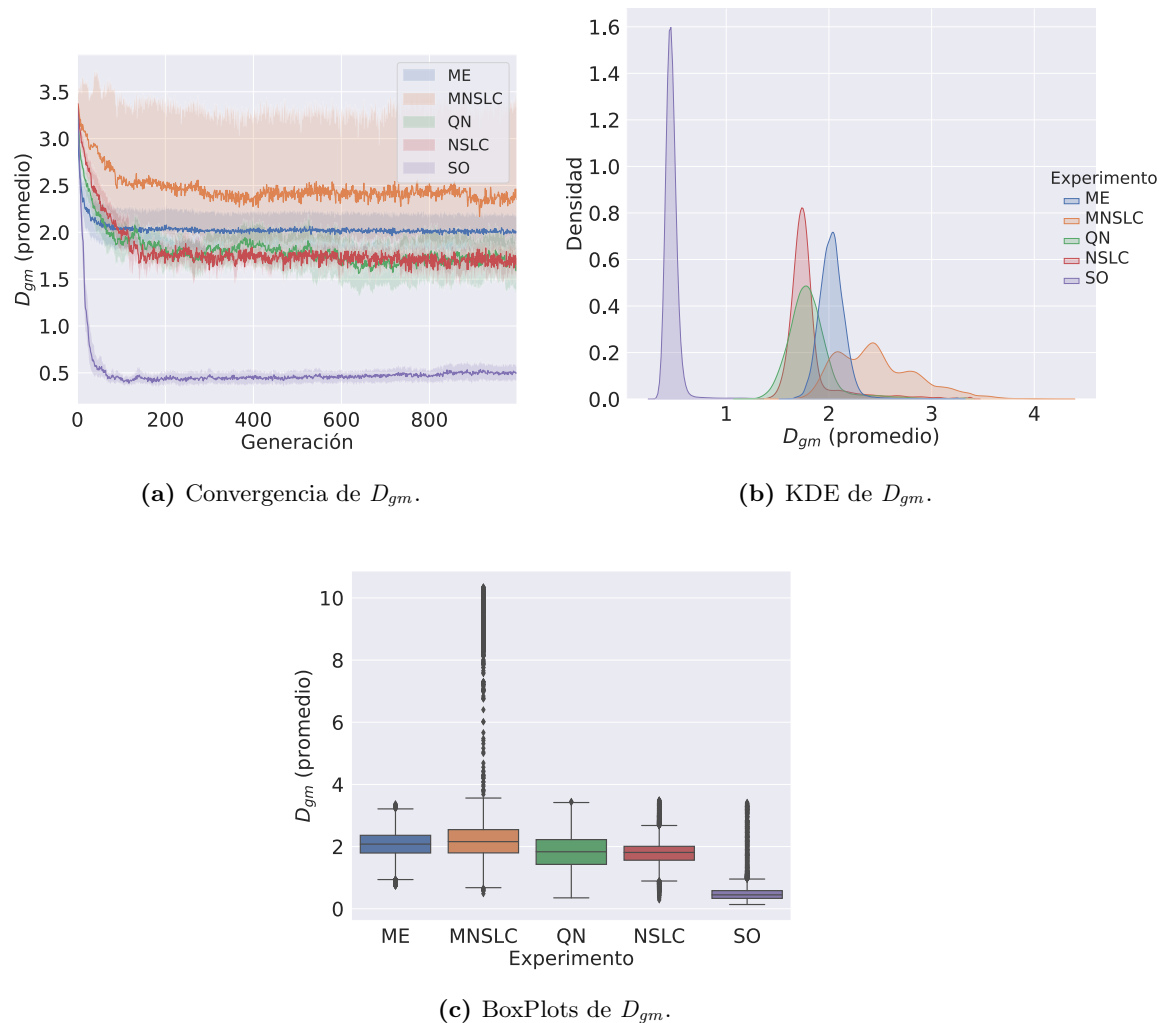 3.5
3.0
2.5
2.0
1.5
1.0
0.5
D_gm (promedio)
0 200 400 600 800
Generación
ME
MNSLC
QN
NSLC
SO
(a) Convergencia de D_gm.
1.6
1.4
1.2
1.0
0.8
0.6
0.4
0.2
0.0
Densidad
1 2 3 4
D_gm (promedio)
Experimento
ME
MNSLC
QN
NSLC
SO
(b) KDE de D_gm.
10
8
6
4
2
0
D_gm (promedio)
ME MNSLC QN NSLC SO
Experimento
(c) BoxPlots de D_gm.